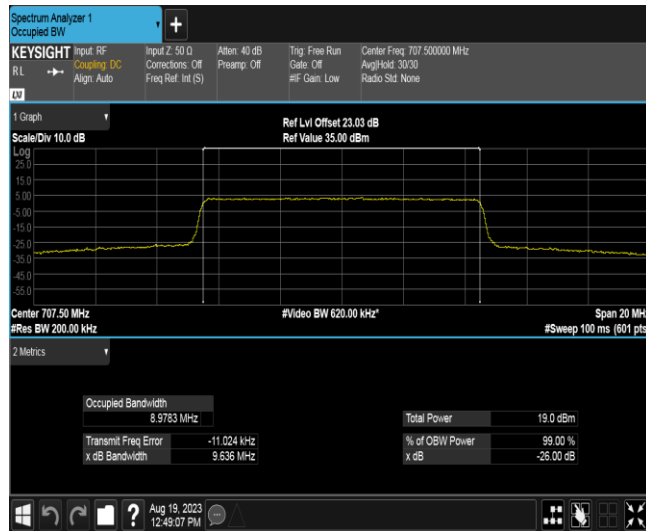 Spectrum Analyzer 1
Occupied BW
+
KEYSIGHT Input: RF Input Z: 50 Ω Atten: 40 dB Trig: Free Run Center Freq: 707.500000 MHz
RL Coupling: DC Corrections: Off Preamp: Off Gate: Off Avg|Hold: 30/30
Align: Auto Freq Ref: Int (S) #IF Gain: Low Radio Std: None
LXI
1 Graph
Ref Lvl Offset 23.03 dB
Scale/Div 10.0 dB Ref Value 35.00 dBm
Log
25.0
15.0
5.00
-5.00
-15.0
-25.0
-35.0
-45.0
-55.0
Center 707.50 MHz #Video BW 620.00 kHz* Span 20 MHz
#Res BW 200.00 kHz #Sweep 100 ms (601 pts
2 Metrics
Occupied Bandwidth
8.9783 MHz Total Power 19.0 dBm
Transmit Freq Error -11.024 kHz % of OBW Power 99.00 %
x dB Bandwidth 9.636 MHz x dB -26.00 dB
?
Aug 19, 2023
12:49:07 PM